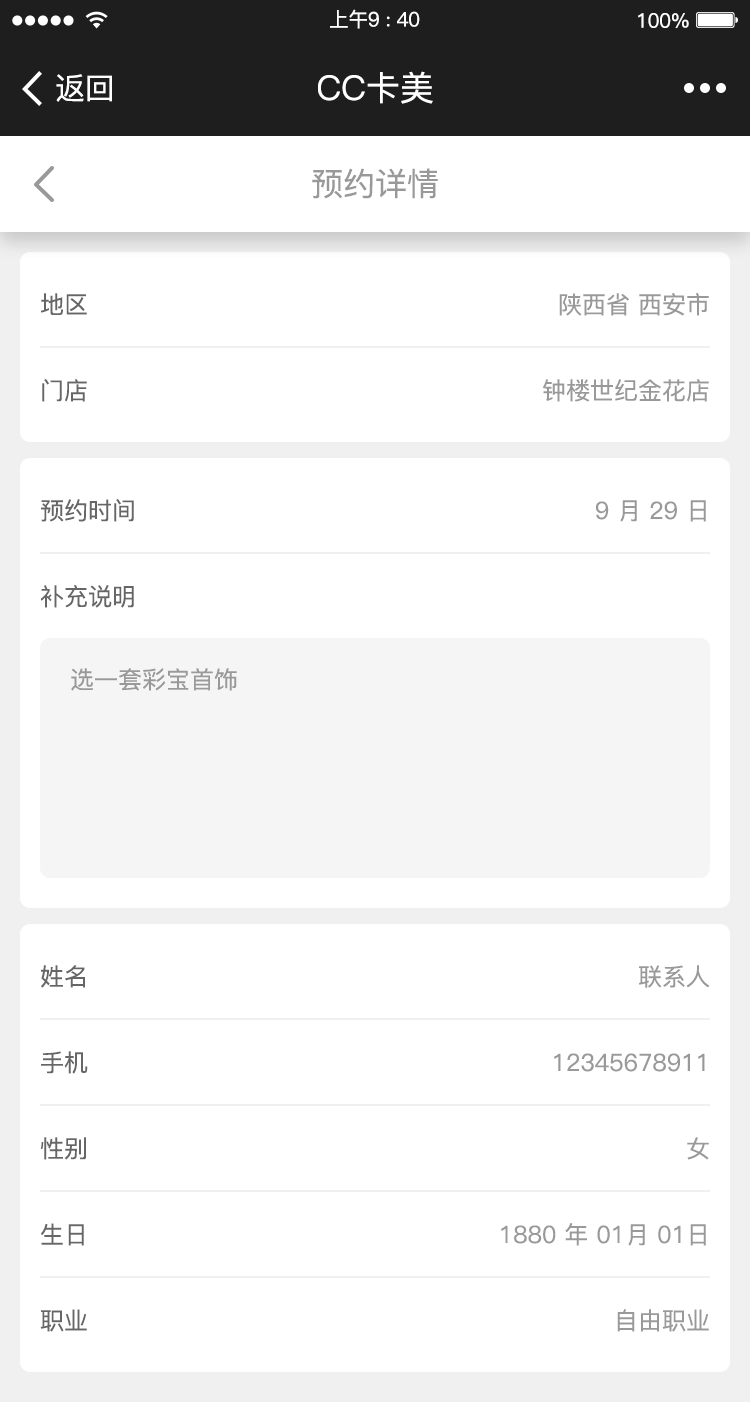 上午9 : 40
100%
返回
CC卡美
预约详情
地区
陕西省 西安市
门店
钟楼世纪金花店
预约时间
9 月 29 日
补充说明
选一套彩宝首饰
姓名
联系人
手机
12345678911
性别
女
生日
1880 年 01月 01日
职业
自由职业